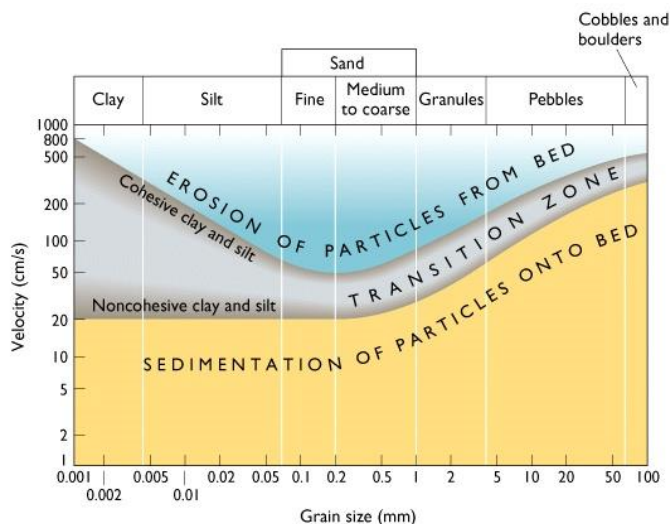 Cobbles and
boulders
Sand
Clay
Silt
Fine
Medium
to coarse
Granules
Pebbles
1000
800
500
200
100
50
20
10
5
2
1
Velocity (cm/s)
EROSION OF PARTICLES FROM BED
Cohesive clay and silt
TRANSITION ZONE
Noncohesive clay and silt
SEDIMENTATION OF PARTICLES ONTO BED
0.001 0.005 0.02 0.05 0.1 0.2 0.5 1 2 5 10 20 50 100
0.002 0.01
Grain size (mm)